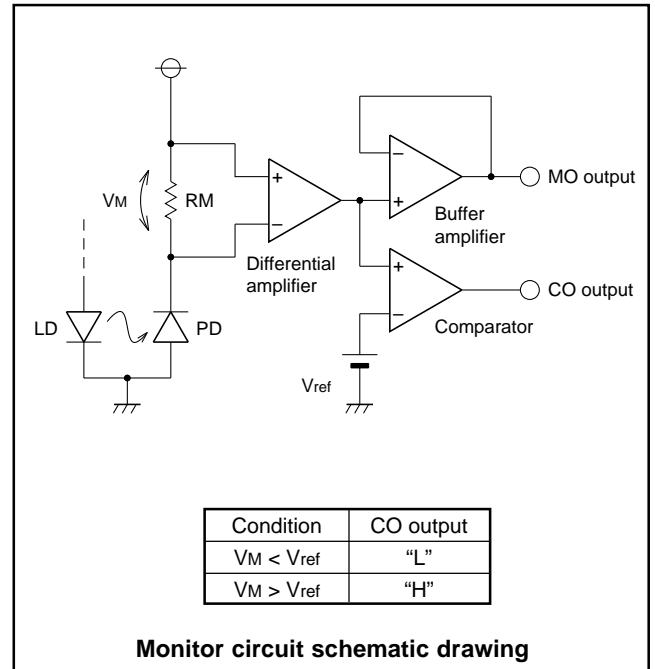 VM
RM
+
−
Differential
amplifier
−
+
Buffer
amplifier
MO output
+
−
Comparator
CO output
LD
PD
Vref
Condition CO output
VM < Vref “L”
VM > Vref “H”
Monitor circuit schematic drawing